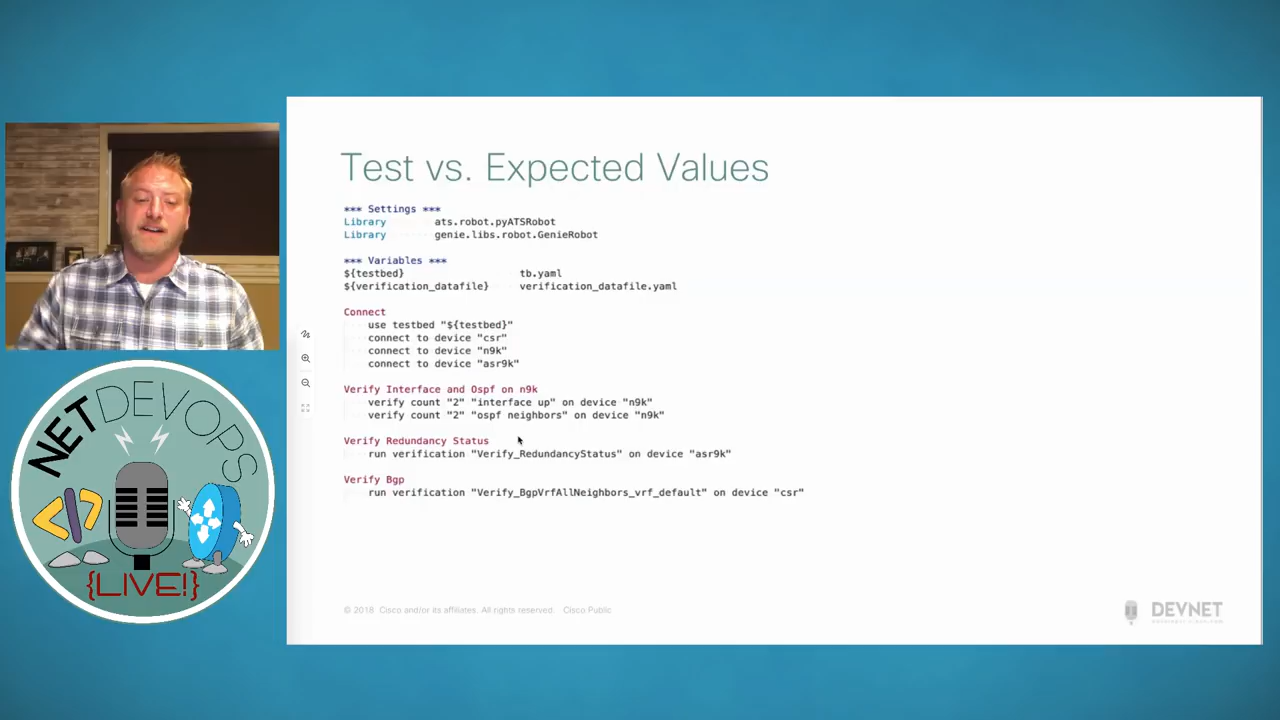 Test vs. Expected Values
*** Settings ***
Library ats.robot.pyATSRobot
Library genie.libs.robot.GenieRobot
*** Variables ***
${testbed} tb.yaml
${verification_datafile} verification_datafile.yaml
Connect
use testbed "${testbed}"
connect to device "csr"
connect to device "n9k"
connect to device "asr9k"
Verify Interface and Ospf on n9k
verify count "2" "interface up" on device "n9k"
verify count "2" "ospf neighbors" on device "n9k"
Verify Redundancy Status
run verification "Verify_RedundancyStatus" on device "asr9k"
Verify Bgp
run verification "Verify_BgpVrfAllNeighbors_vrf_default" on device "csr"
NETDEVOPS
{LIVE!}
© 2018 Cisco and/or its affiliates. All rights reserved. Cisco Public
DEVNET